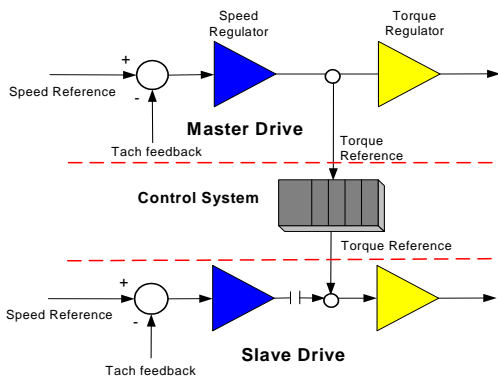 Speed
Regulator
Torque
Regulator
+
Speed Reference
-
Tach feedback
Master Drive
Torque
Reference
Control System
Torque Reference
+
Speed Reference
-
Tach feedback
Slave Drive